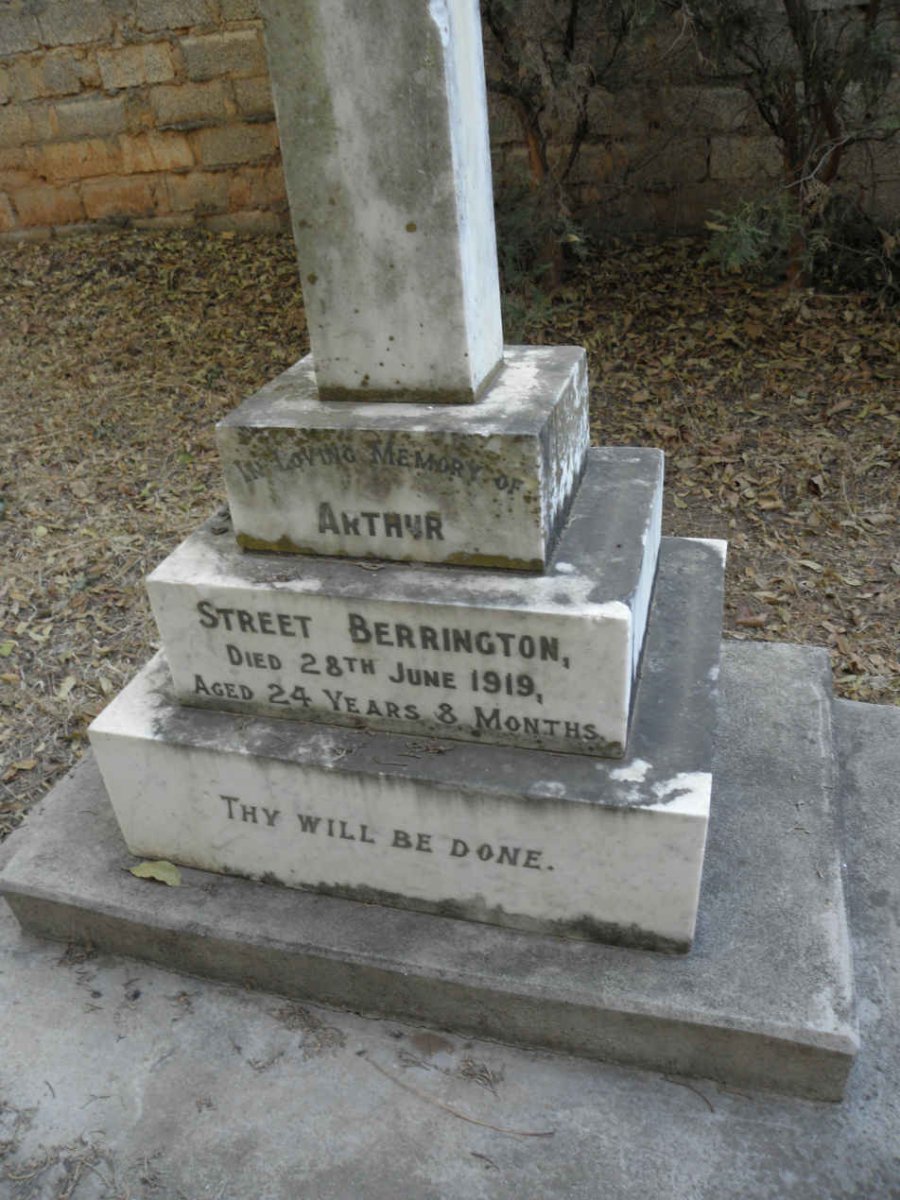 In Loving Memory of
Arthur
Street Berrington,
Died 28th June 1919,
Aged 24 Years 8 Months.
Thy will be done.